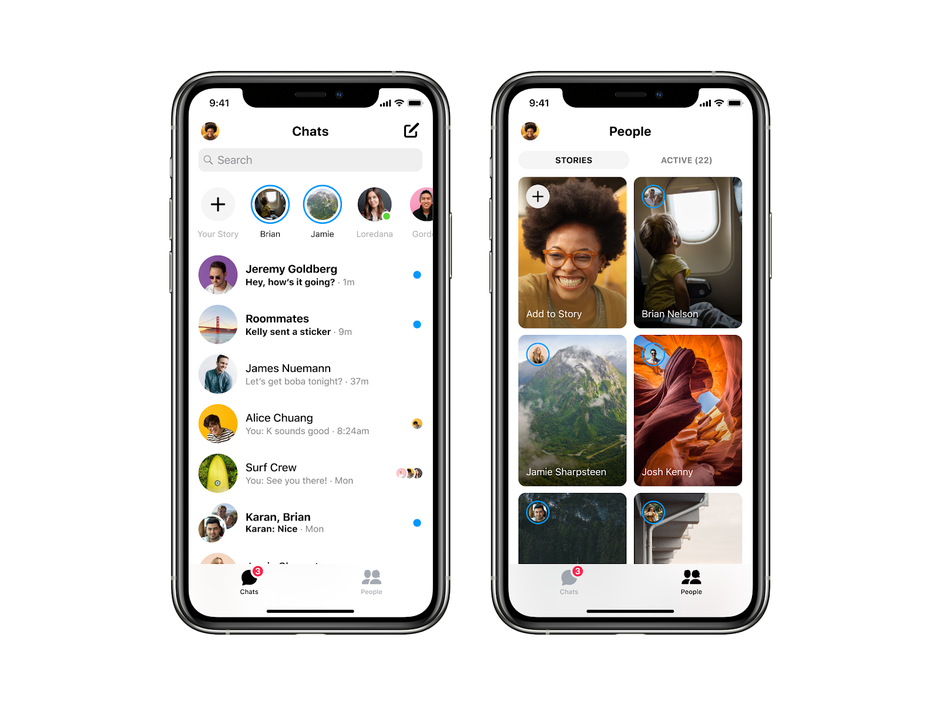 9:41
Chats
Search
Your Story
Brian
Jamie
Loredana
Jeremy Goldberg
Hey, how's it going? · 1m
Roommates
Kelly sent a sticker · 9m
James Nuemann
Let's get boba tonight? · 37m
Alice Chuang
You: K sounds good · 8:24am
Surf Crew
You: See you there! · Mon
Karan, Brian
Karan: Nice · Mon
3
Chats
People
9:41
People
STORIES
ACTIVE (22)
Add to Story
Brian Nelson
Jamie Sharpsteen
Josh Kenny
3
Chats
People